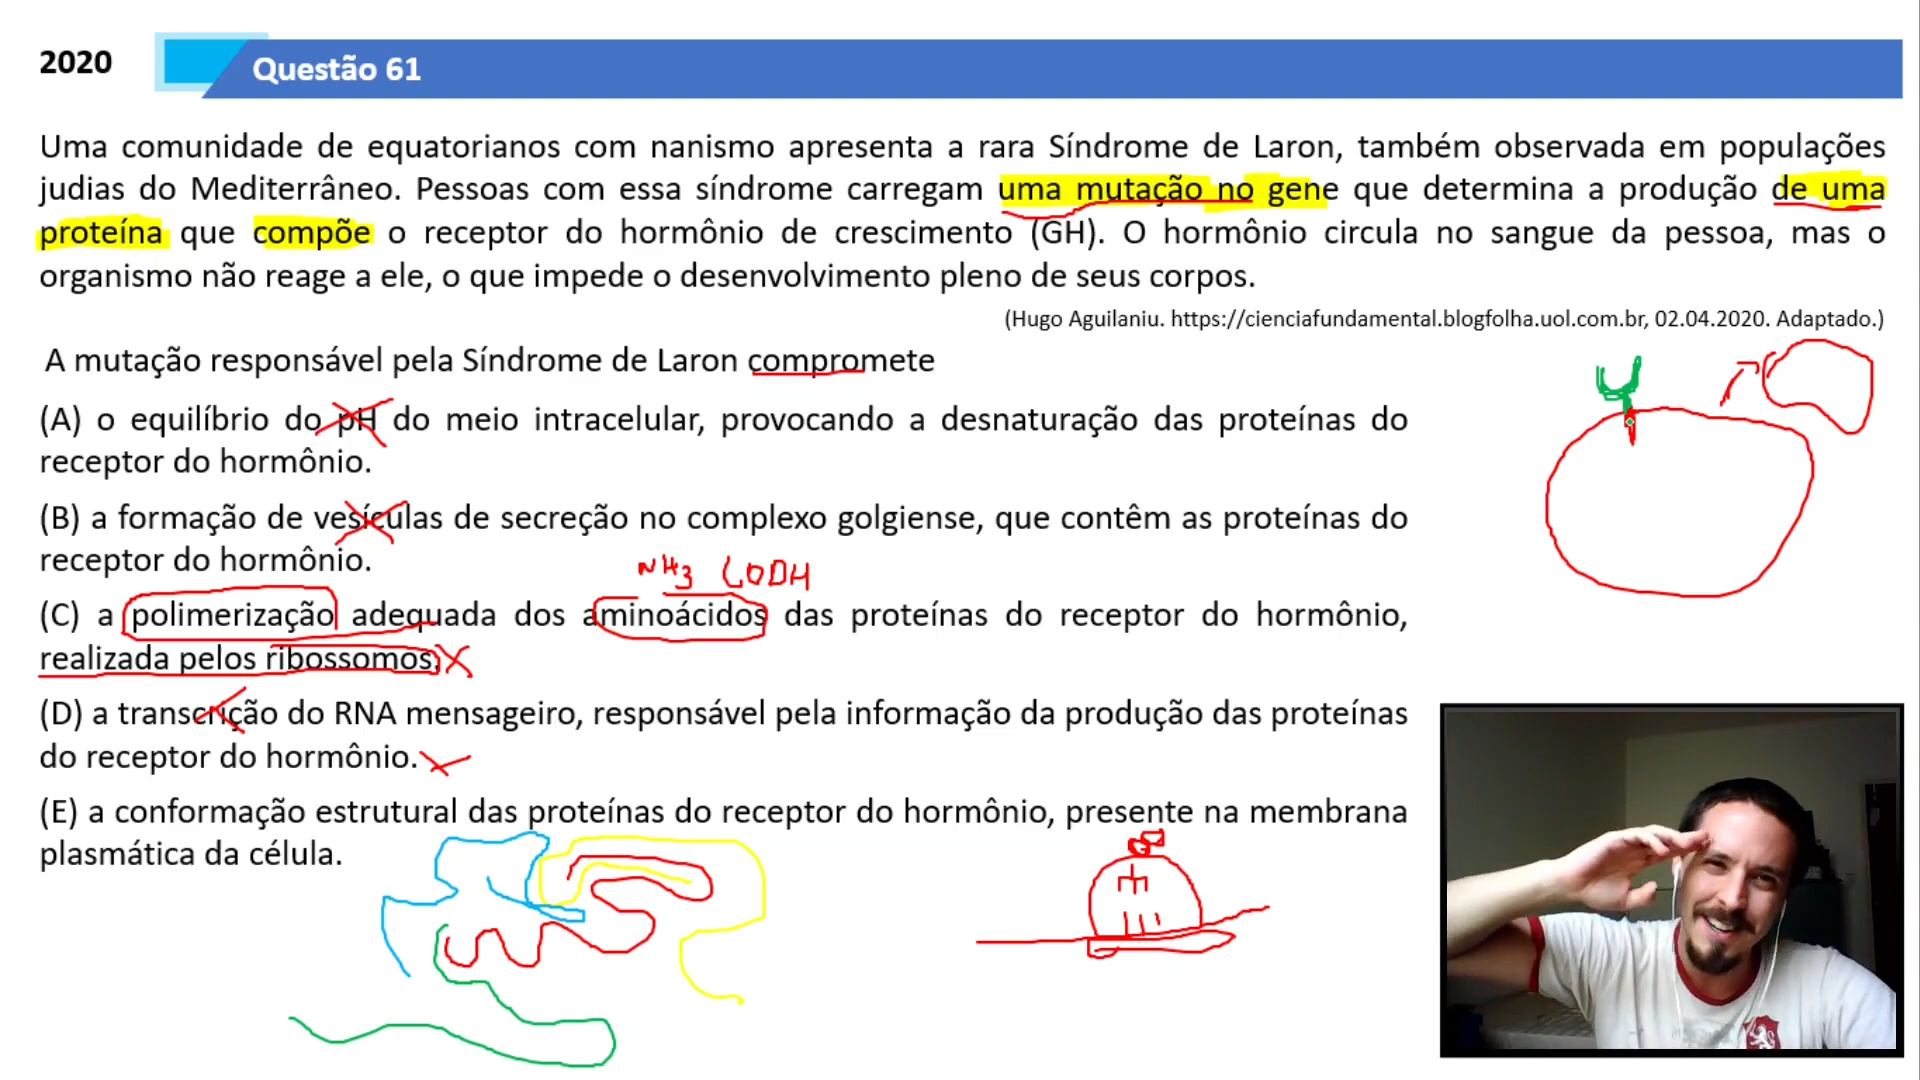 2020
Questão 61
Uma comunidade de equatorianos com nanismo apresenta a rara Síndrome de Laron, também observada em populações
judias do Mediterrâneo. Pessoas com essa síndrome carregam uma mutação no gene que determina a produção de uma
proteína que compõe o receptor do hormônio de crescimento (GH). O hormônio circula no sangue da pessoa, mas o
organismo não reage a ele, o que impede o desenvolvimento pleno de seus corpos.
(Hugo Aguilaniu. https://cienciafundamental.blogfolha.uol.com.br, 02.04.2020. Adaptado.)
A mutação responsável pela Síndrome de Laron compromete
(A) o equilíbrio do pH do meio intracelular, provocando a desnaturação das proteínas do
receptor do hormônio.
(B) a formação de vesículas de secreção no complexo golgiense, que contêm as proteínas do
receptor do hormônio.
NH3 COOH
(C) a polimerização adequada dos aminoácidos das proteínas do receptor do hormônio,
realizada pelos ribossomos.
(D) a transcrição do RNA mensageiro, responsável pela informação da produção das proteínas
do receptor do hormônio.
(E) a conformação estrutural das proteínas do receptor do hormônio, presente na membrana
plasmática da célula.